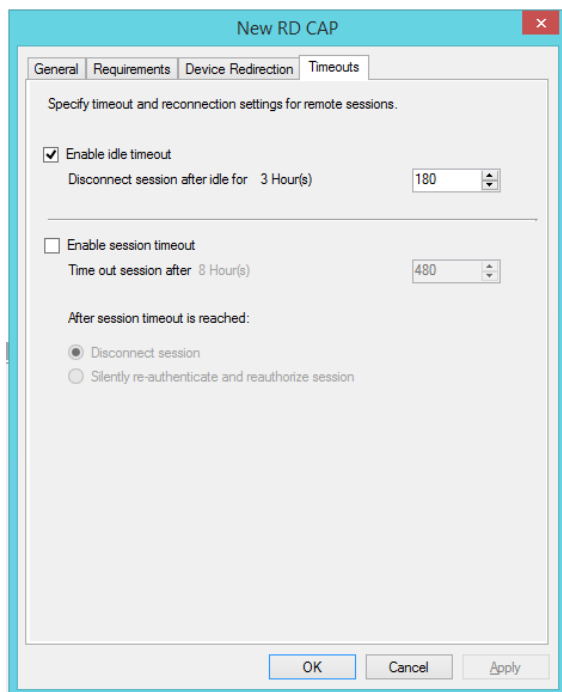 New RD CAP
General Requirements Device Redirection Timeouts
Specify timeout and reconnection settings for remote sessions.
Enable idle timeout
Disconnect session after idle for 3 Hour(s) 180
Enable session timeout
Time out session after 8 Hour(s) 480
After session timeout is reached:
Disconnect session
Silently re-authenticate and reauthorize session
OK Cancel Apply